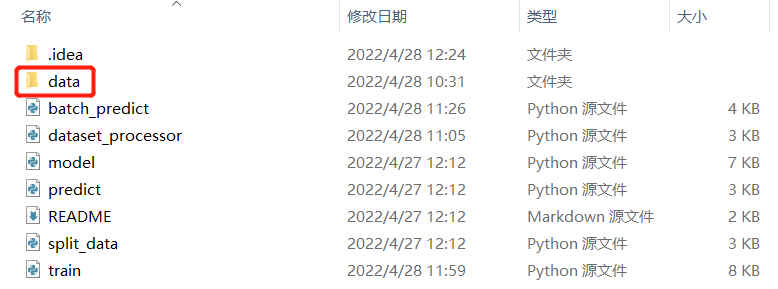 名称 修改日期 类型 大小
.idea 2022/4/28 12:24 文件夹
data 2022/4/28 10:31 文件夹
batch_predict 2022/4/28 11:26 Python 源文件 4 KB
dataset_processor 2022/4/28 11:05 Python 源文件 3 KB
model 2022/4/27 12:12 Python 源文件 7 KB
predict 2022/4/27 12:12 Python 源文件 3 KB
README 2022/4/27 12:12 Markdown 源文件 2 KB
split_data 2022/4/27 12:12 Python 源文件 3 KB
train 2022/4/28 11:59 Python 源文件 8 KB